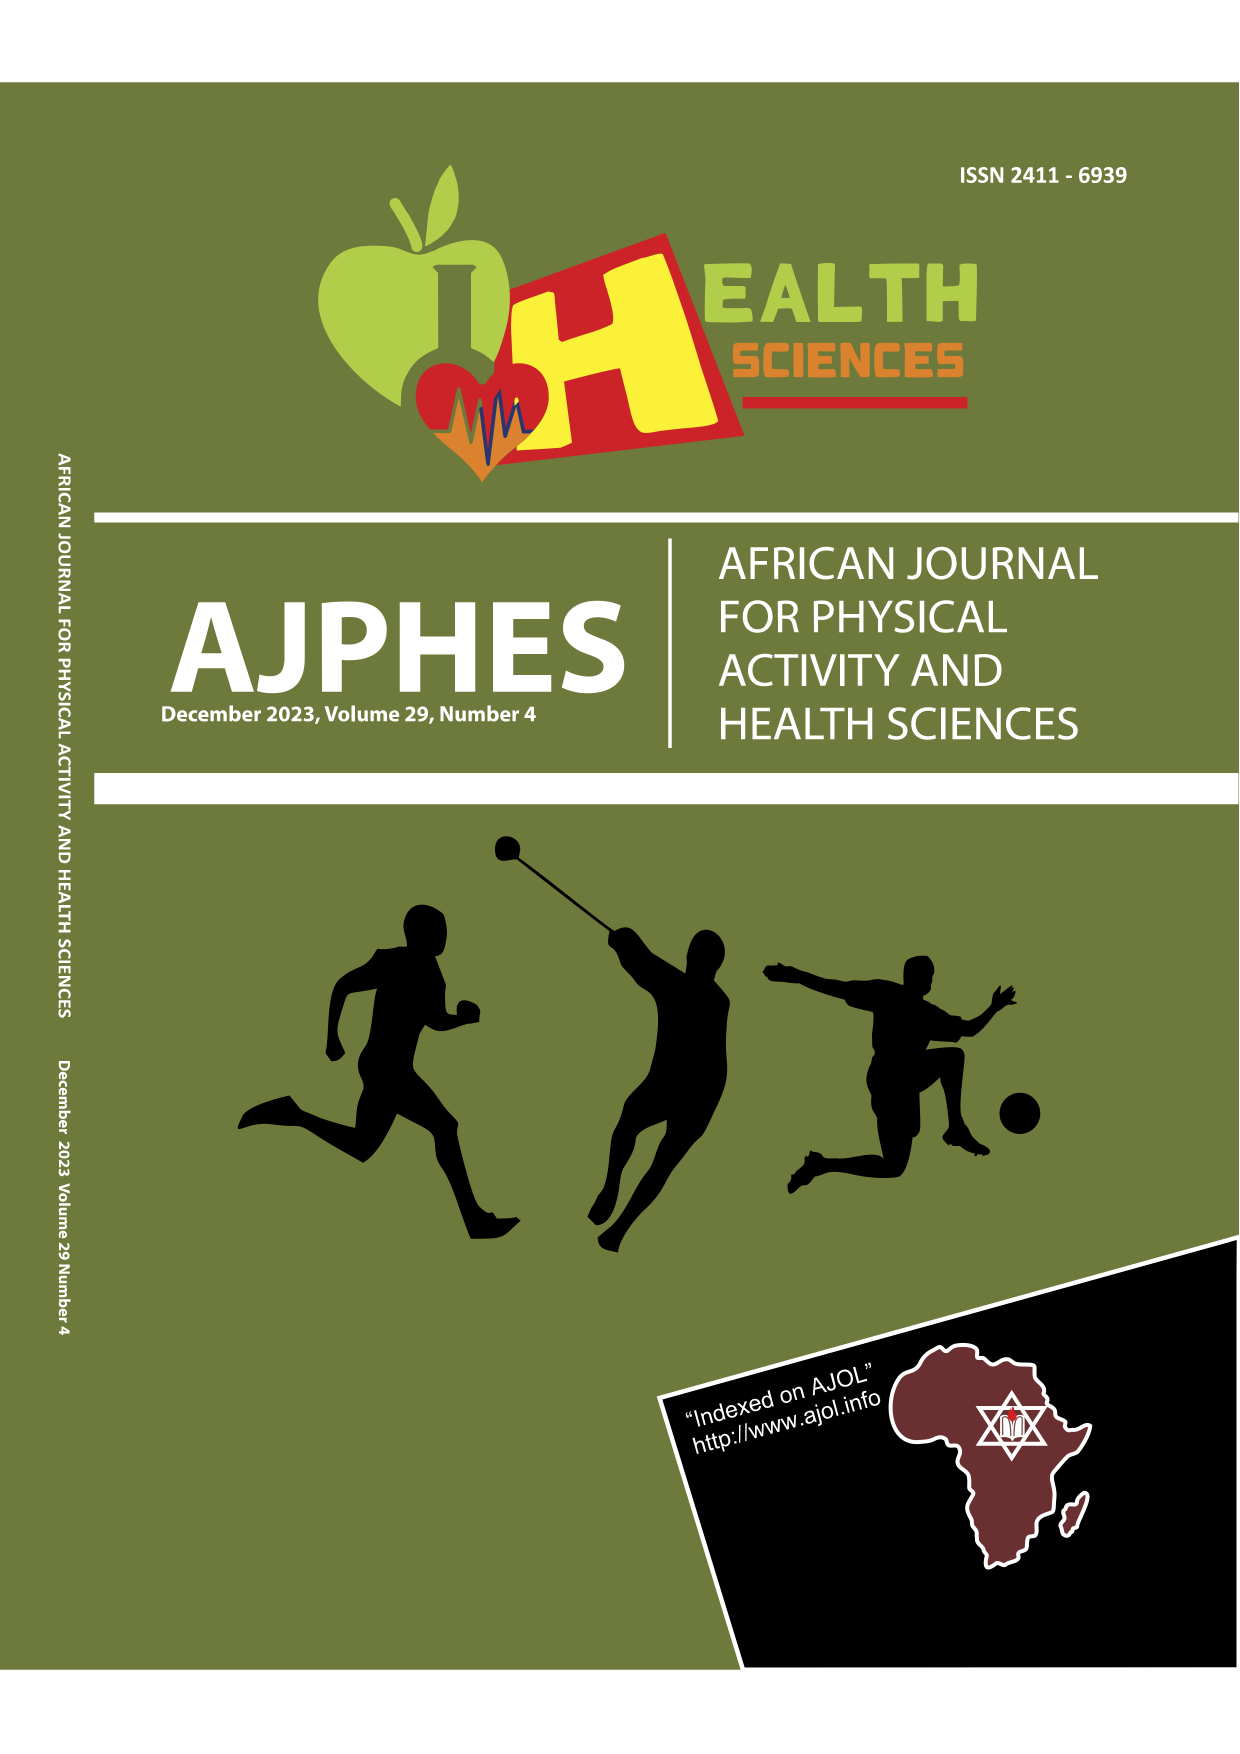 ISSN 2411 - 6939
HEALTH
SCIENCES
AJPHES
December 2023, Volume 29, Number 4
AFRICAN JOURNAL
FOR PHYSICAL
ACTIVITY AND
HEALTH SCIENCES
AFRICAN JOURNAL FOR PHYSICAL ACTIVITY AND HEALTH SCIENCES December 2023 Volume 29 Number 4
“Indexed on AJOL”
http://www.ajol.info